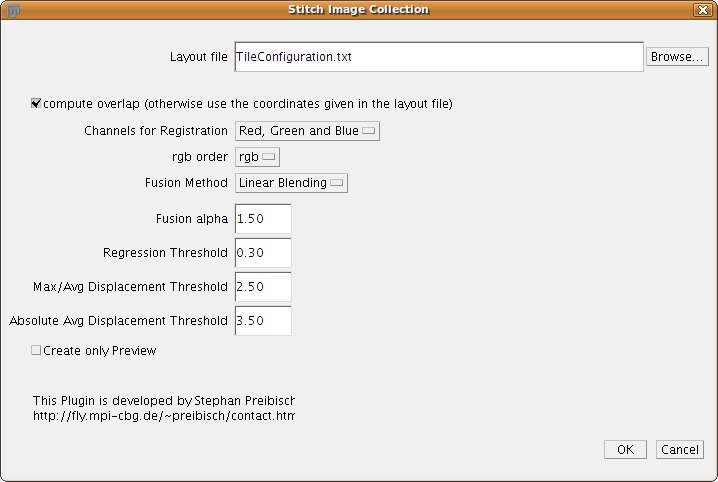 Stitch Image Collection
Layout file TileConfiguration.txt Browse...
compute overlap (otherwise use the coordinates given in the layout file)
Channels for Registration Red, Green and Blue
rgb order rgb
Fusion Method Linear Blending
Fusion alpha 1.50
Regression Threshold 0.30
Max/Avg Displacement Threshold 2.50
Absolute Avg Displacement Threshold 3.50
Create only Preview
This Plugin is developed by Stephan Preibisch
http://fly.mpi-cbg.de/~preibisch/contact.htm
OK Cancel